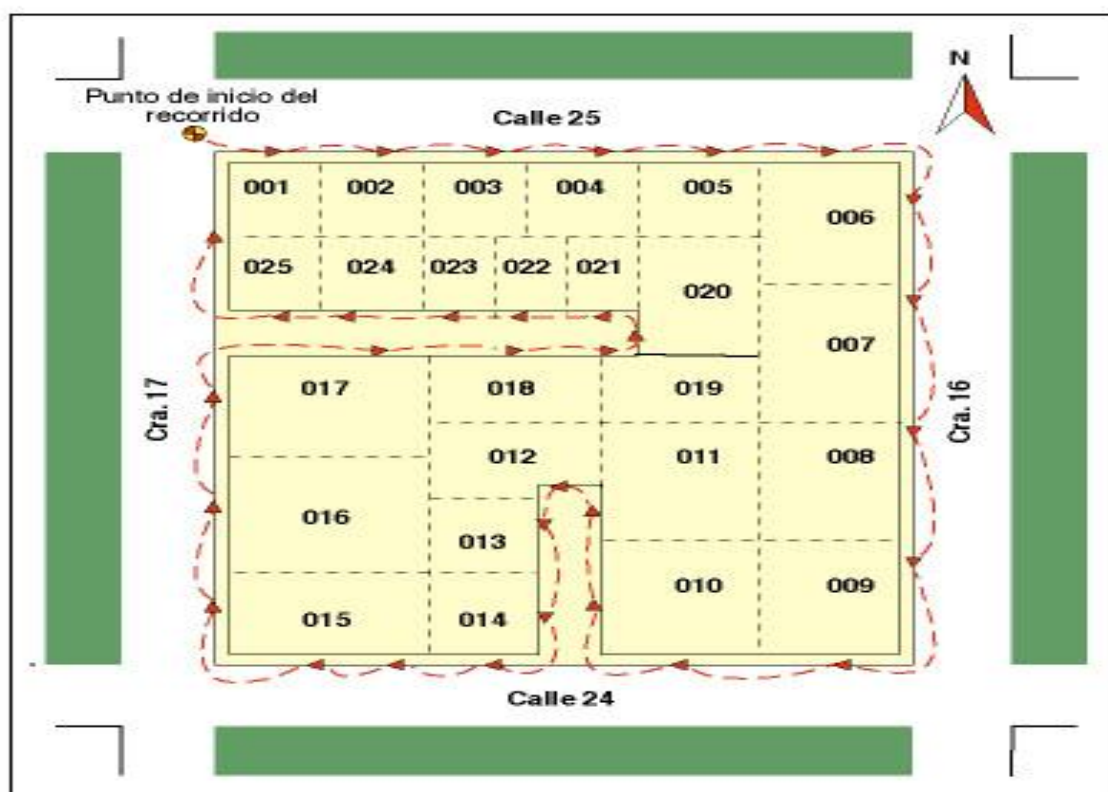 N
Punto de inicio del
recorrido
Calle 25
001 002 003 004 005
006
025 024 023 022 021
020
007
017 018 019
Cra. 17
Cra. 16
012 011 008
016
013
010 009
015 014
Calle 24